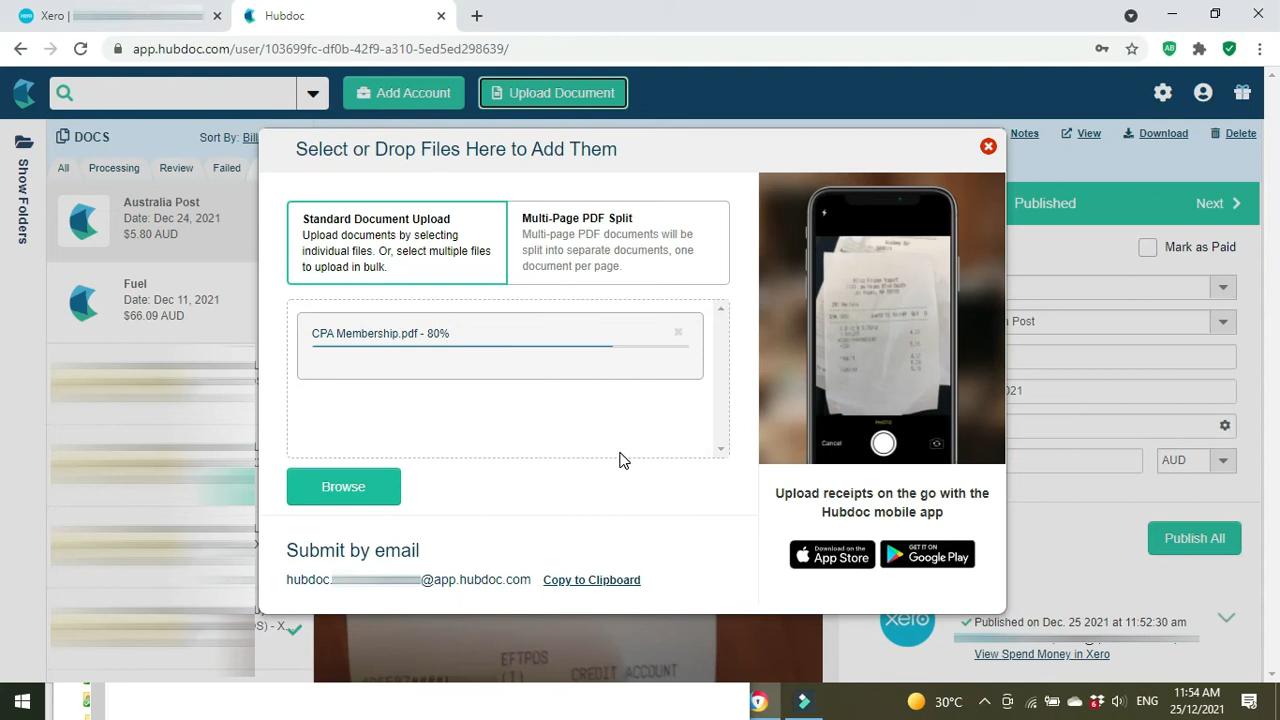 Xero |
Hubdoc
app.hubdoc.com/user/103699fc-df0b-42f9-a310-5ed5ed298639/
Add Account
Upload Document
DOCS
Sort By: Bill
Notes
View
Download
Delete
All
Processing
Review
Failed
Show Folders
Australia Post
Date: Dec 24, 2021
$5.80 AUD
Fuel
Date: Dec 11, 2021
$66.09 AUD
S) - X...
Select or Drop Files Here to Add Them
Standard Document Upload
Upload documents by selecting
individual files. Or, select multiple files
to upload in bulk.
Multi-Page PDF Split
Multi-page PDF documents will be
split into separate documents, one
document per page.
CPA Membership.pdf - 80%
Browse
Submit by email
hubdoc.
@app.hubdoc.com
Copy to Clipboard
PHOTO
Cancel
Upload receipts on the go with the
Hubdoc mobile app
Download on the
App Store
GET IT ON
Google Play
Published
Next
Mark as Paid
Post
021
AUD
Publish All
xero
Published on Dec. 25 2021 at 11:52:30 am
View Spend Money in Xero
EFTPOS
CREDIT ACCOUNT
30°C
ENG
11:54 AM
25/12/2021